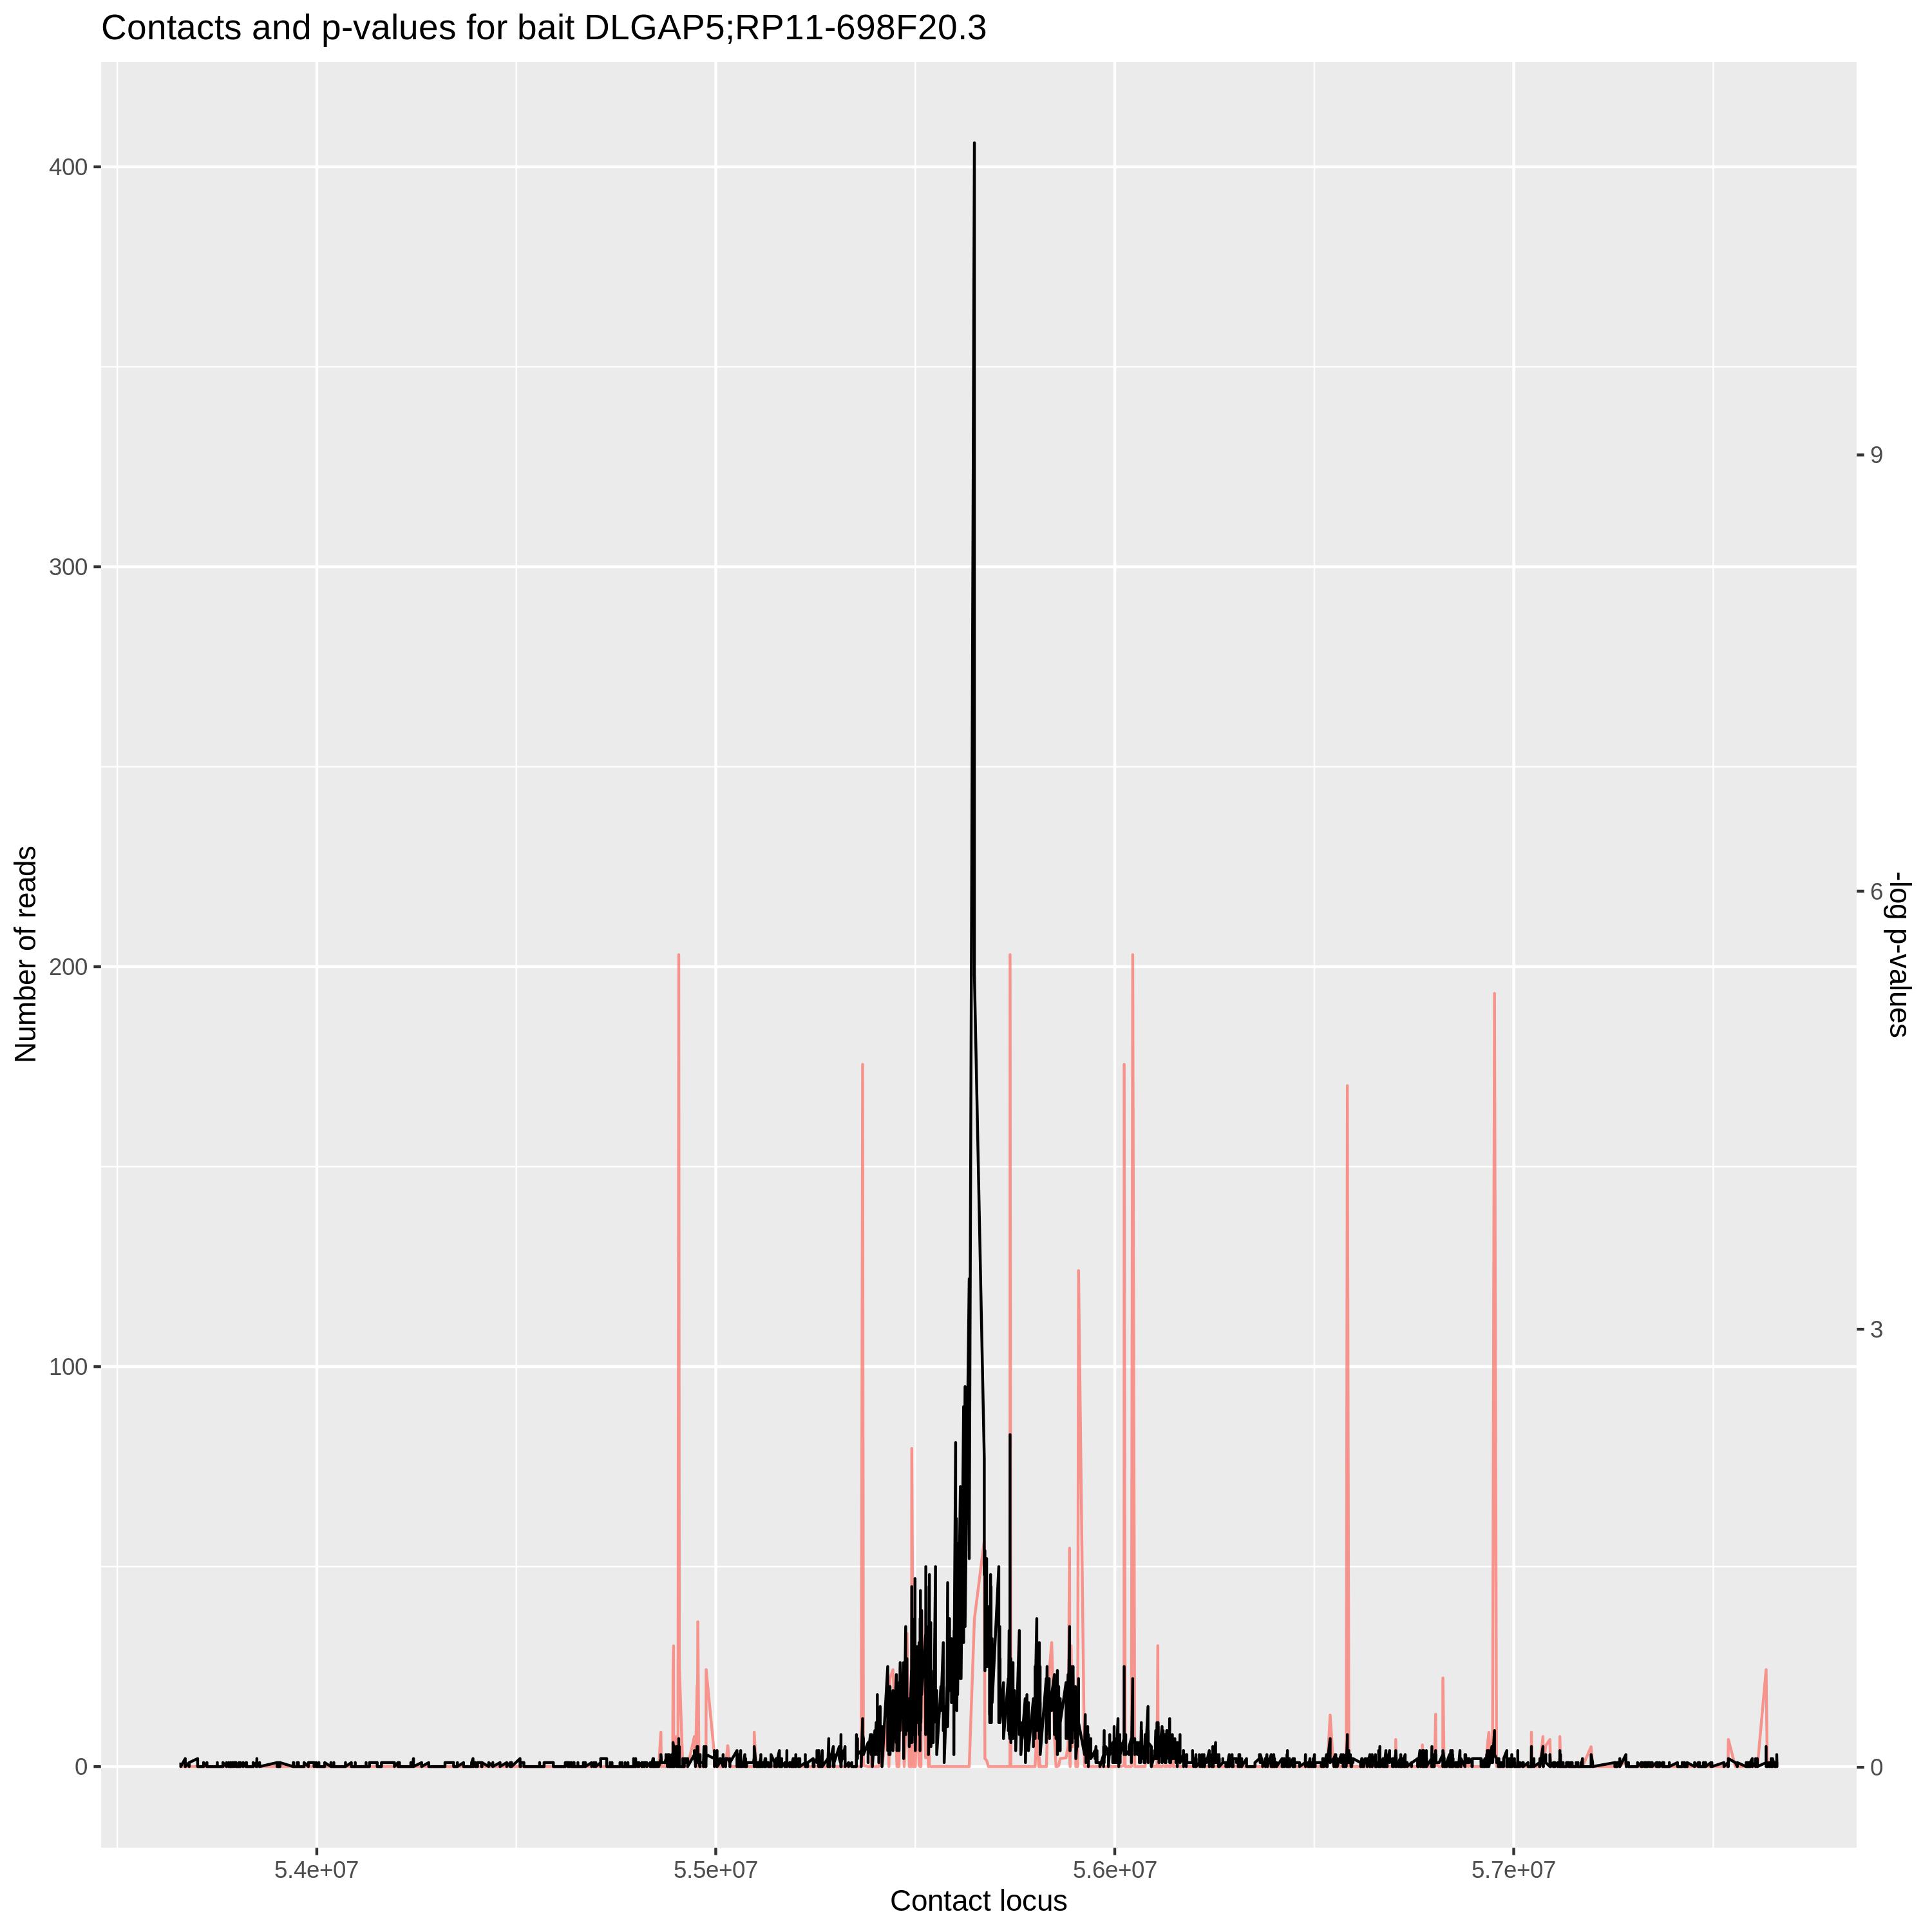 Contacts and p-values for bait DLGAP5;RP11-698F20.3
400
300
200
100
0
Number of reads
9
6
3
0
-log p-values
5.4e+07
5.5e+07
5.6e+07
5.7e+07
Contact locus